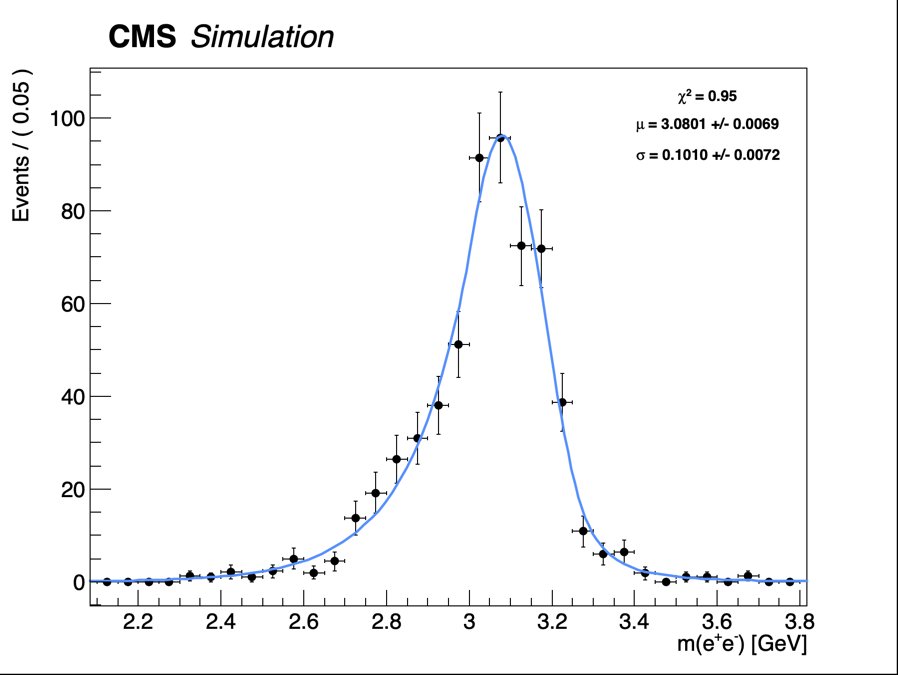 CMS Simulation
Events / ( 0.05 )
χ² = 0.95
μ = 3.0801 +/- 0.0069
σ = 0.1010 +/- 0.0072
100
80
60
40
20
0
2.2 2.4 2.6 2.8 3 3.2 3.4 3.6 3.8
m(e⁺e⁻) [GeV]